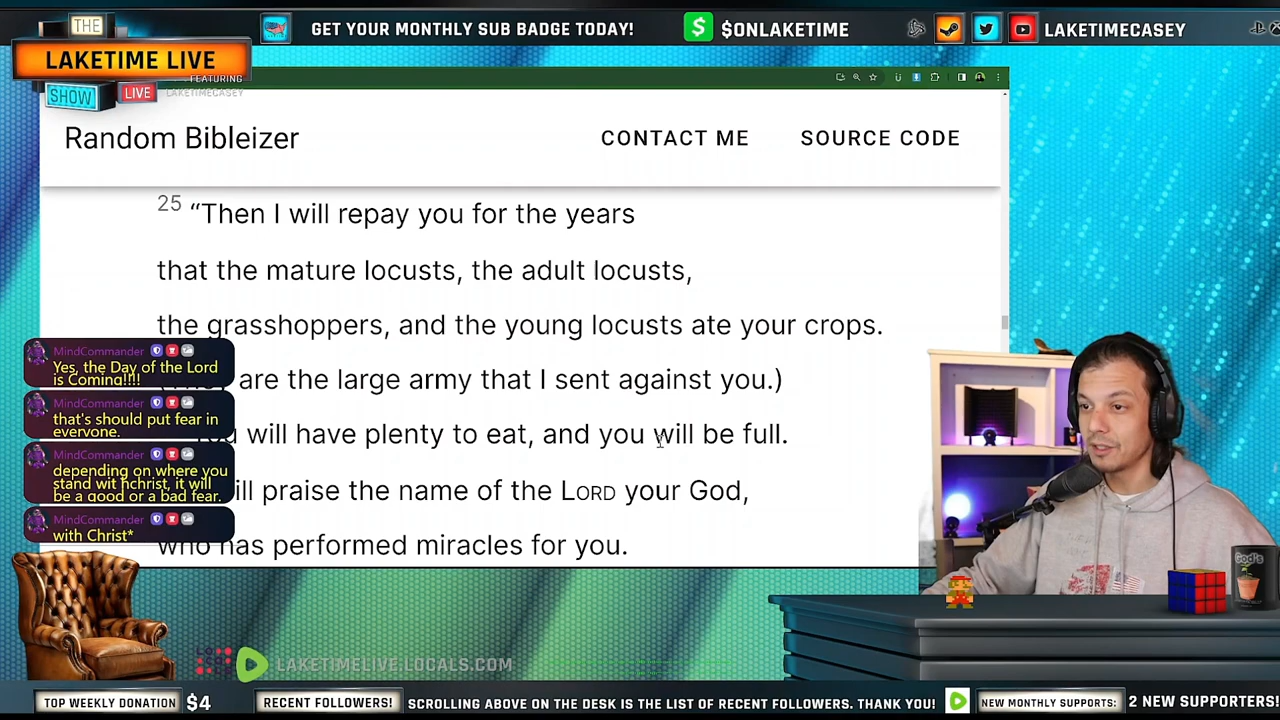 THE
LAKETIME LIVE
FEATURING
SHOW
LIVE
LAKETIMECASEY
GET YOUR MONTHLY SUB BADGE TODAY!
$ $ONLAKETIME
LAKETIMECASEY
Random Bibleizer
CONTACT ME
SOURCE CODE
25 “Then I will repay you for the years
that the mature locusts, the adult locusts,
the grasshoppers, and the young locusts ate your crops.
are the large army that I sent against you.)
will have plenty to eat, and you will be full.
praise the name of the LORD your God,
who has performed miracles for you.
MindCommander
Yes, the Day of the Lord
is Coming!!!!
MindCommander
that's should put fear in
everyone.
MindCommander
depending on where you
stand wit hchrist, it will
be a good or a bad fear.
MindCommander
with Christ*
God's
LAKETIMELIVE.LOCALS.COM
TOP WEEKLY DONATION
$4
RECENT FOLLOWERS!
SCROLLING ABOVE ON THE DESK IS THE LIST OF RECENT FOLLOWERS. THANK YOU!
NEW MONTHLY SUPPORTS:
2 NEW SUPPORTERS!